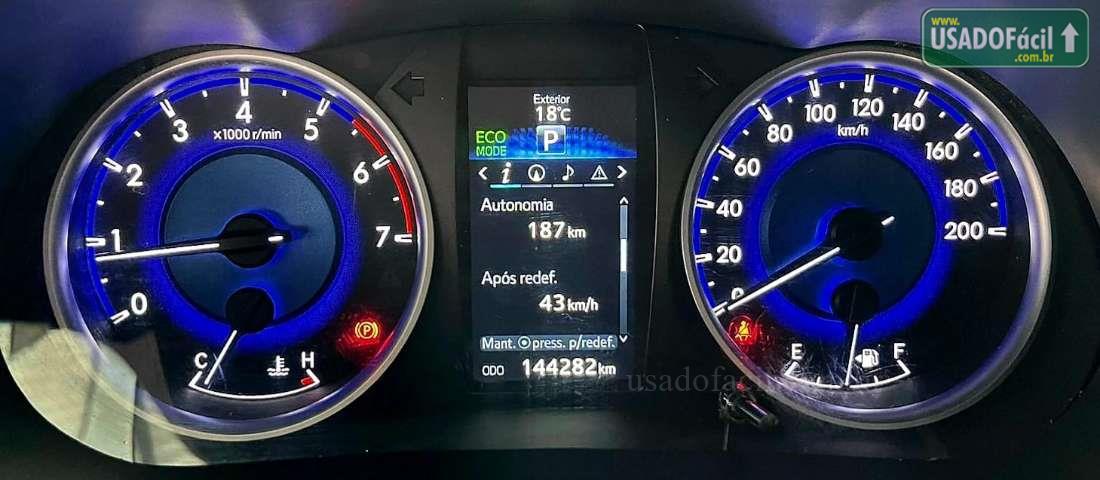 www.
USADOFácil
.com.br
0
1
2
3
4
5
6
7
x1000 r/min
C
H
P
Exterior
18°C
ECO
MODE
P
i
Autonomia
187 km
Após redef.
43 km/h
Mant. press. p/redef.
ODO 144282 km
0
20
40
60
80
100
120
140
160
180
200
km/h
E
F